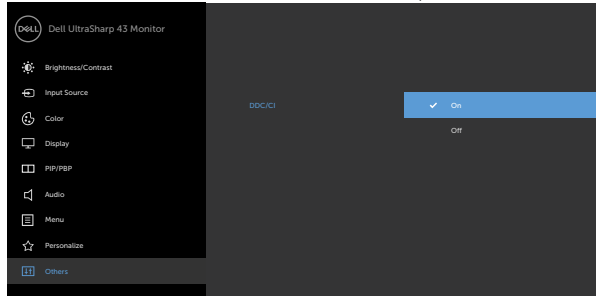 DELL Dell UltraSharp 43 Monitor
Brightness/Contrast
Input Source
Color
Display
PIP/PBP
Audio
Menu
Personalize
Others
DDC/CI
On
Off